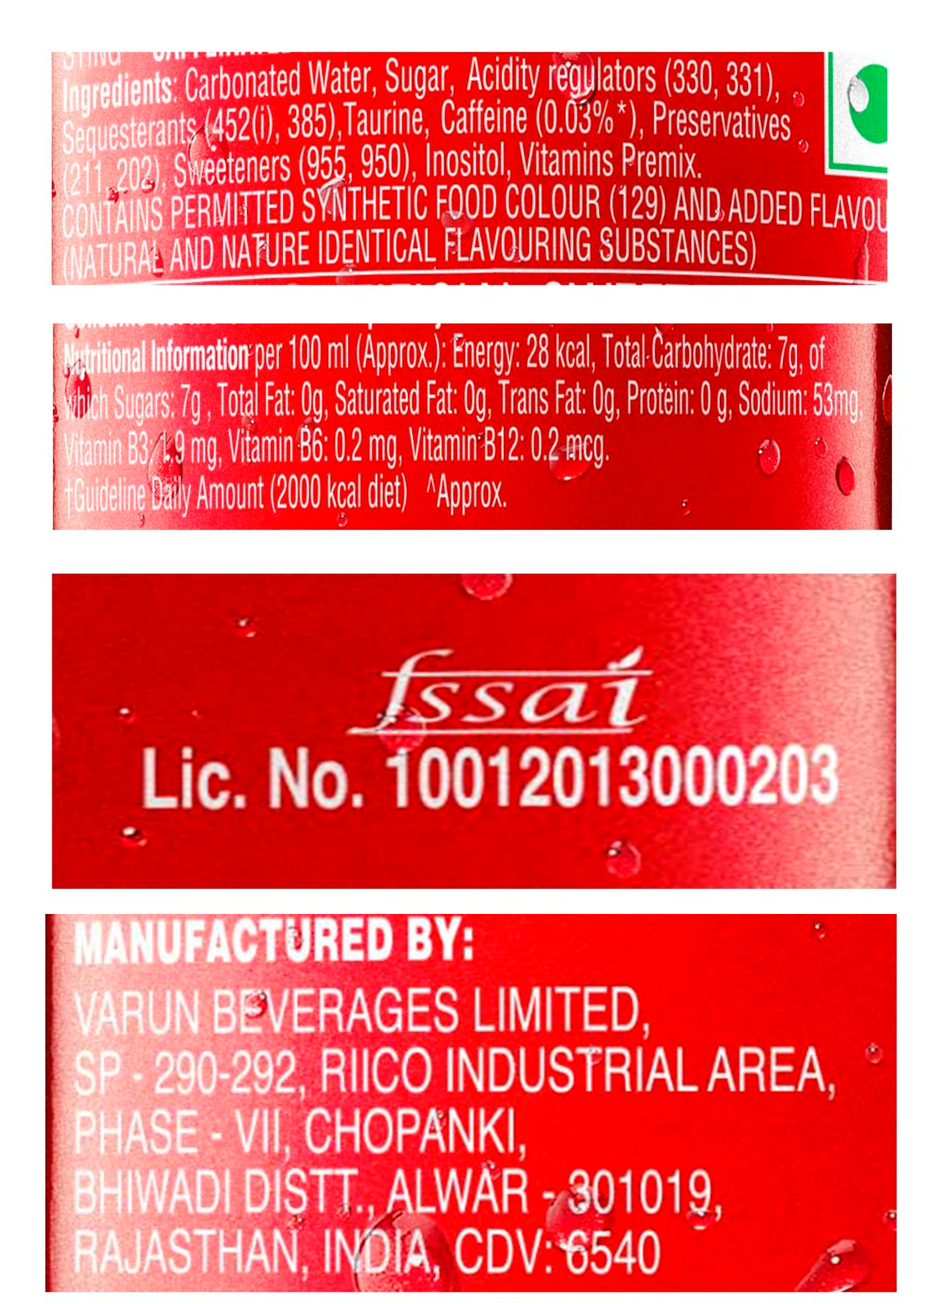 Ingredients: Carbonated Water, Sugar, Acidity regulators (330, 331),
Sequesterants (452(i), 385),Taurine, Caffeine (0.03%*), Preservatives
(211, 202), Sweeteners (955, 950), Inositol, Vitamins Premix.
CONTAINS PERMITTED SYNTHETIC FOOD COLOUR (129) AND ADDED FLAVOU
(NATURAL AND NATURE IDENTICAL FLAVOURING SUBSTANCES)
Nutritional Information per 100 ml (Approx.): Energy: 28 kcal, Total Carbohydrate: 7g, of
which Sugars: 7g , Total Fat: 0g, Saturated Fat: 0g, Trans Fat: 0g, Protein: 0 g, Sodium: 53mg,
Vitamin B3: 1.9 mg, Vitamin B6: 0.2 mg, Vitamin B12: 0.2 mcg.
†Guideline Daily Amount (2000 kcal diet) ^Approx.
fssai
Lic. No. 10012013000203
MANUFACTURED BY:
VARUN BEVERAGES LIMITED,
SP - 290-292, RIICO INDUSTRIAL AREA,
PHASE - VII, CHOPANKI,
BHIWADI DISTT., ALWAR - 301019,
RAJASTHAN, INDIA, CDV: 6540